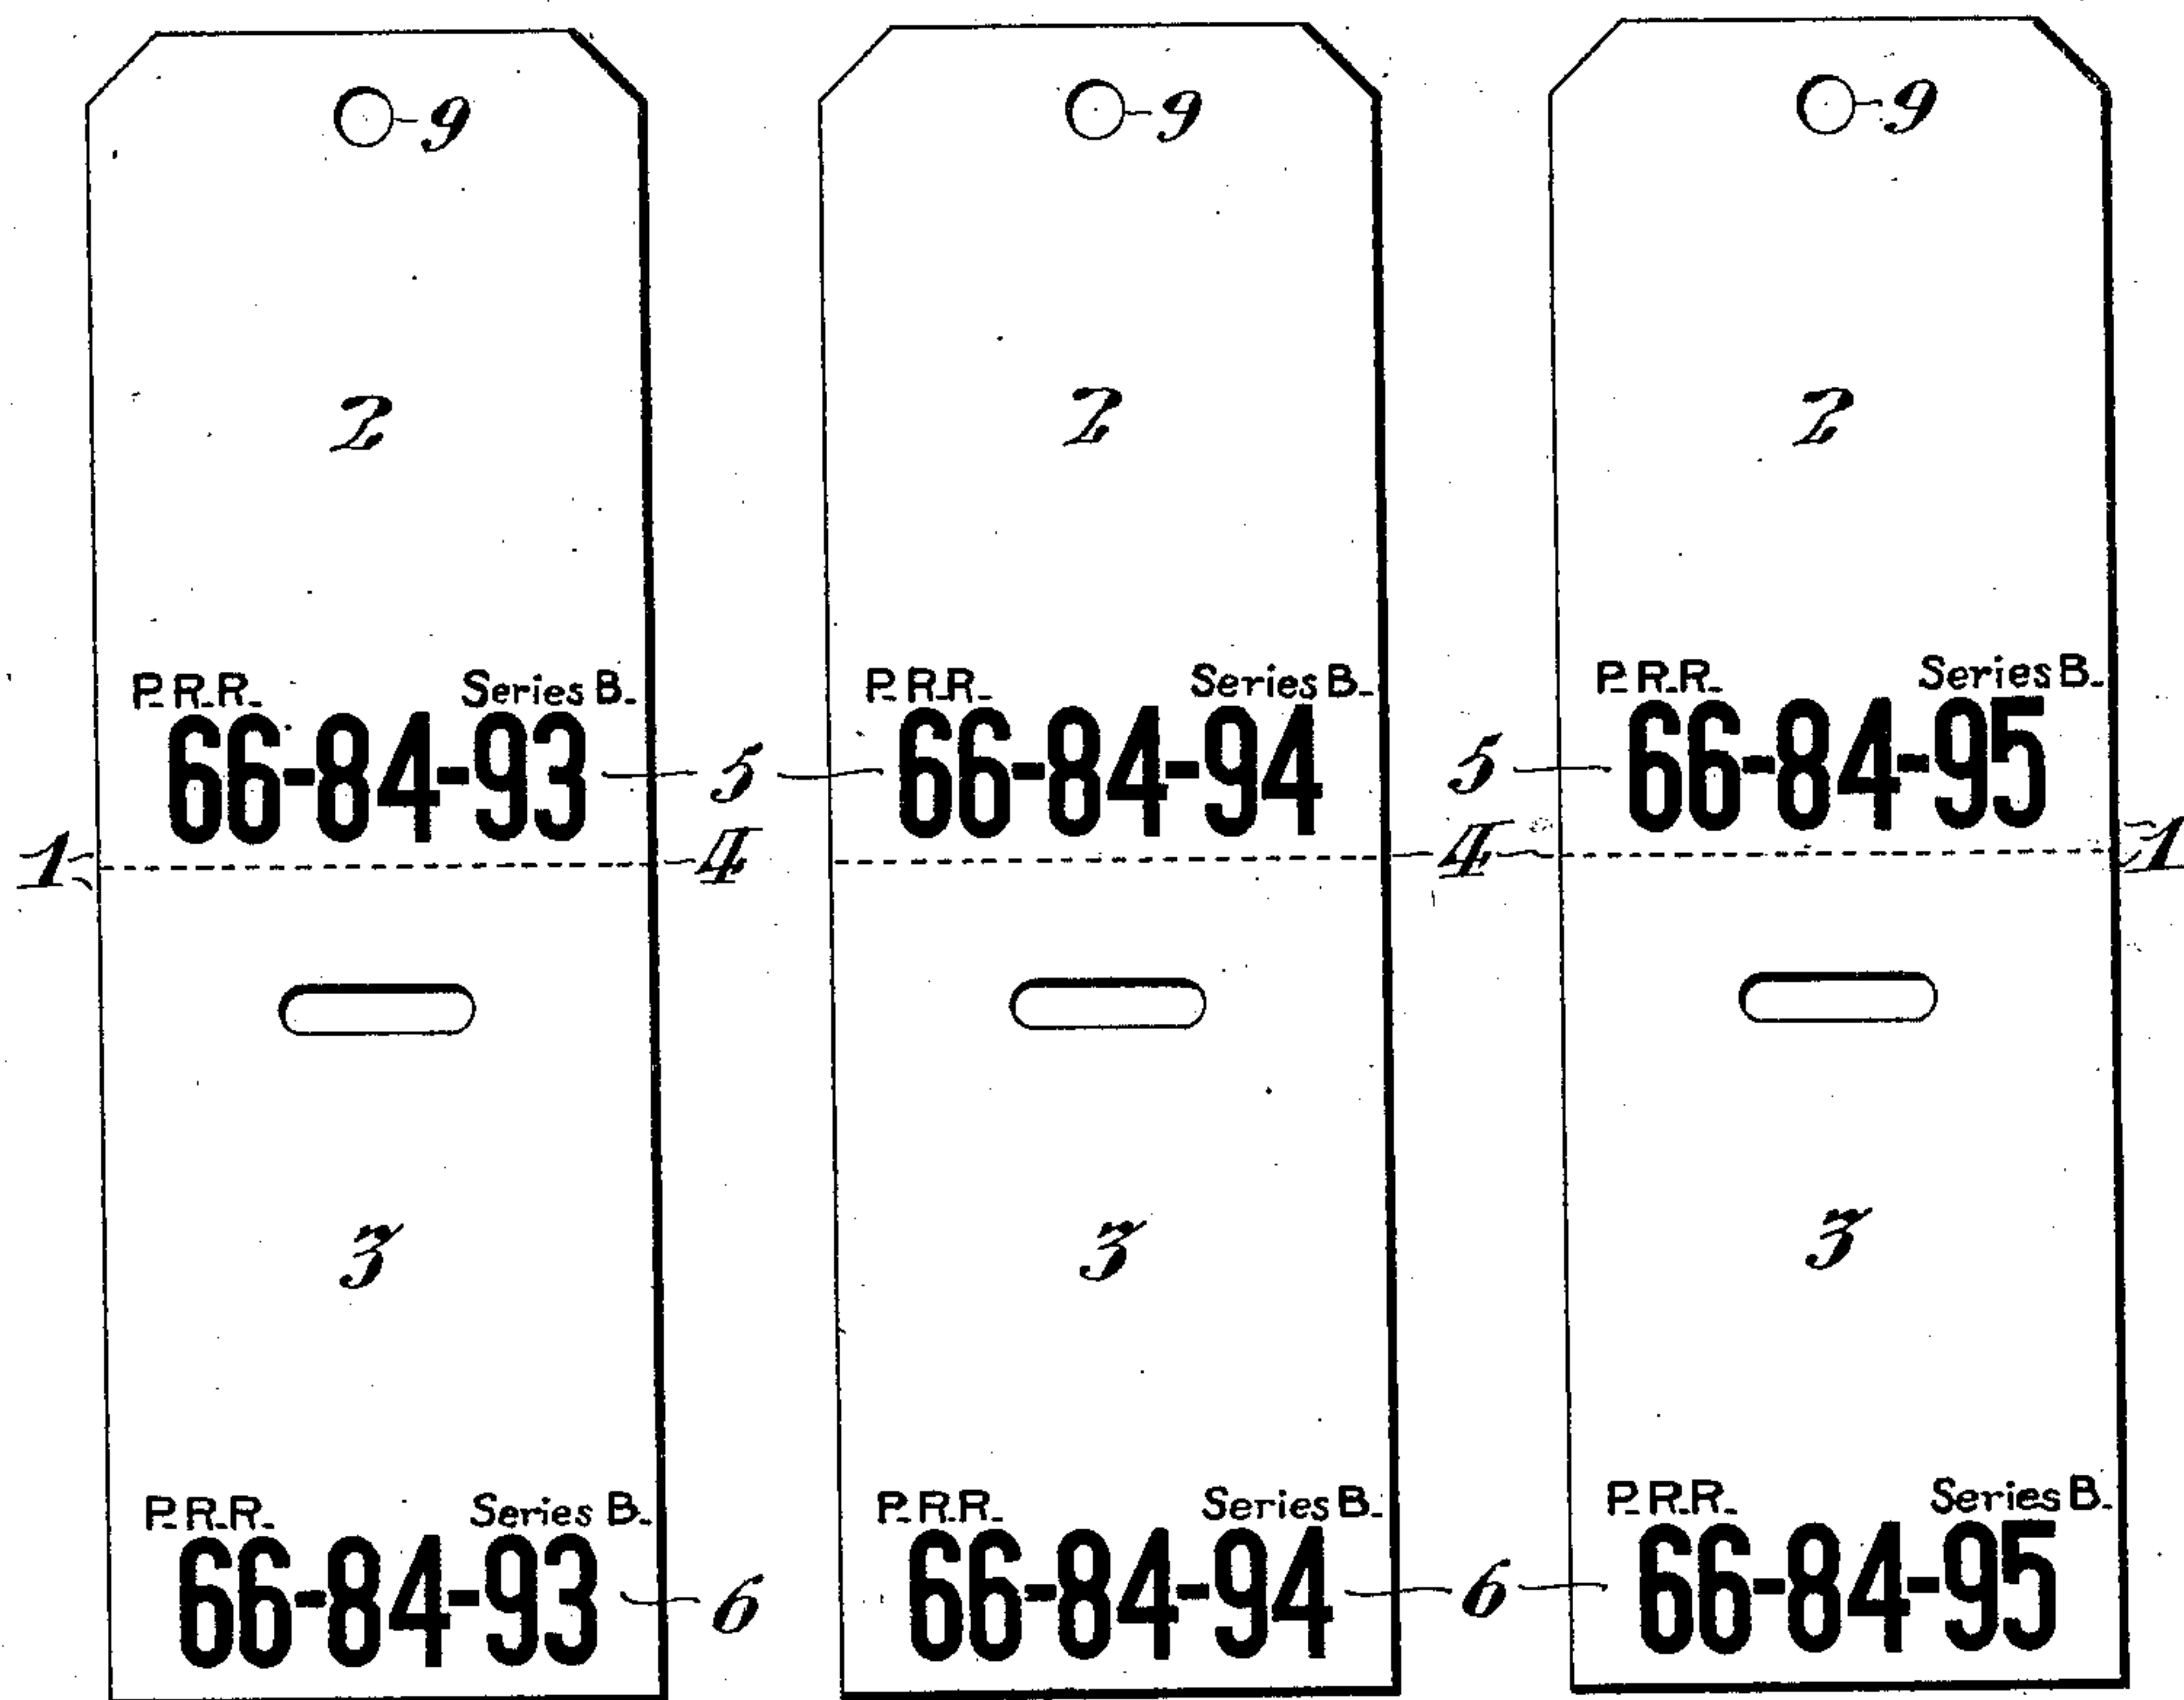 9 9 9
2 2 2
P.R.R. Series B. P.R.R. Series B. P.R.R. Series B.
66-84-93 5 66-84-94 5 66-84-95
1 4 4 1
3 3 3
P.R.R. Series B. P.R.R. Series B. P.R.R. Series B.
66-84-93 6 66-84-94 6 66-84-95